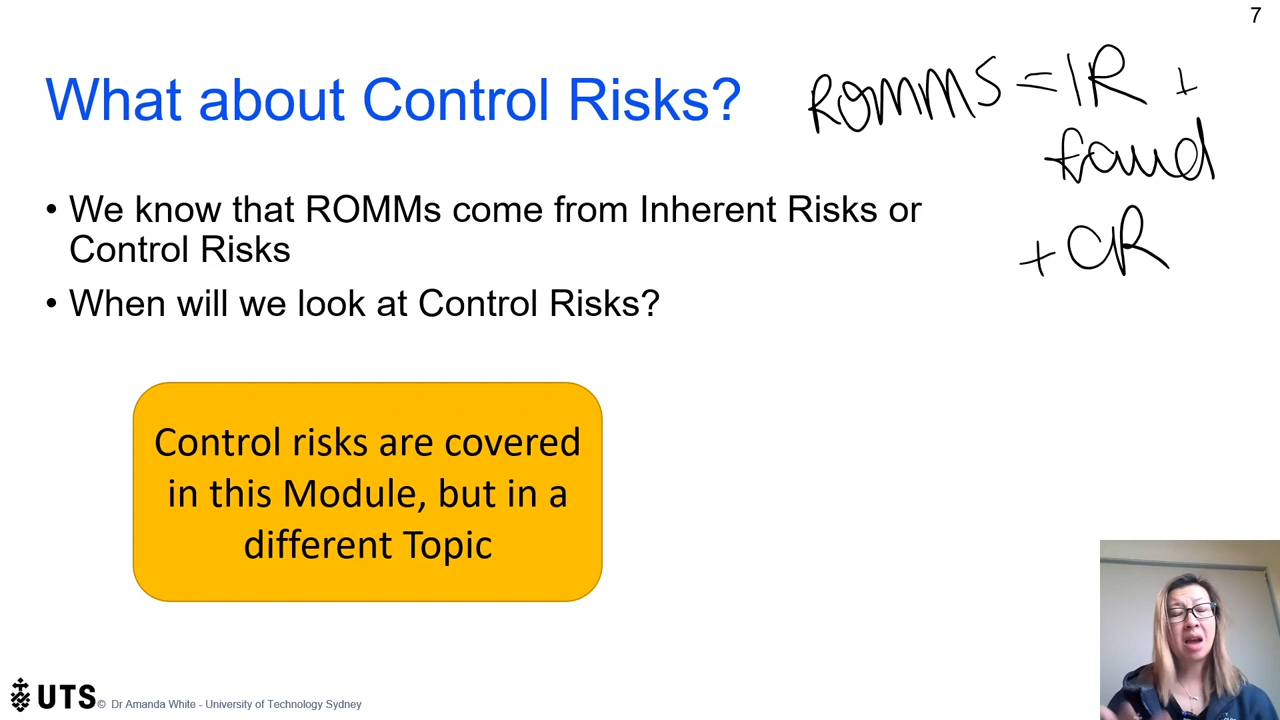 7
What about Control Risks?
ROMMS = IR +
fraud
+ CR
• We know that ROMMs come from Inherent Risks or
Control Risks
• When will we look at Control Risks?
Control risks are covered
in this Module, but in a
different Topic
UTS © Dr Amanda White - University of Technology Sydney